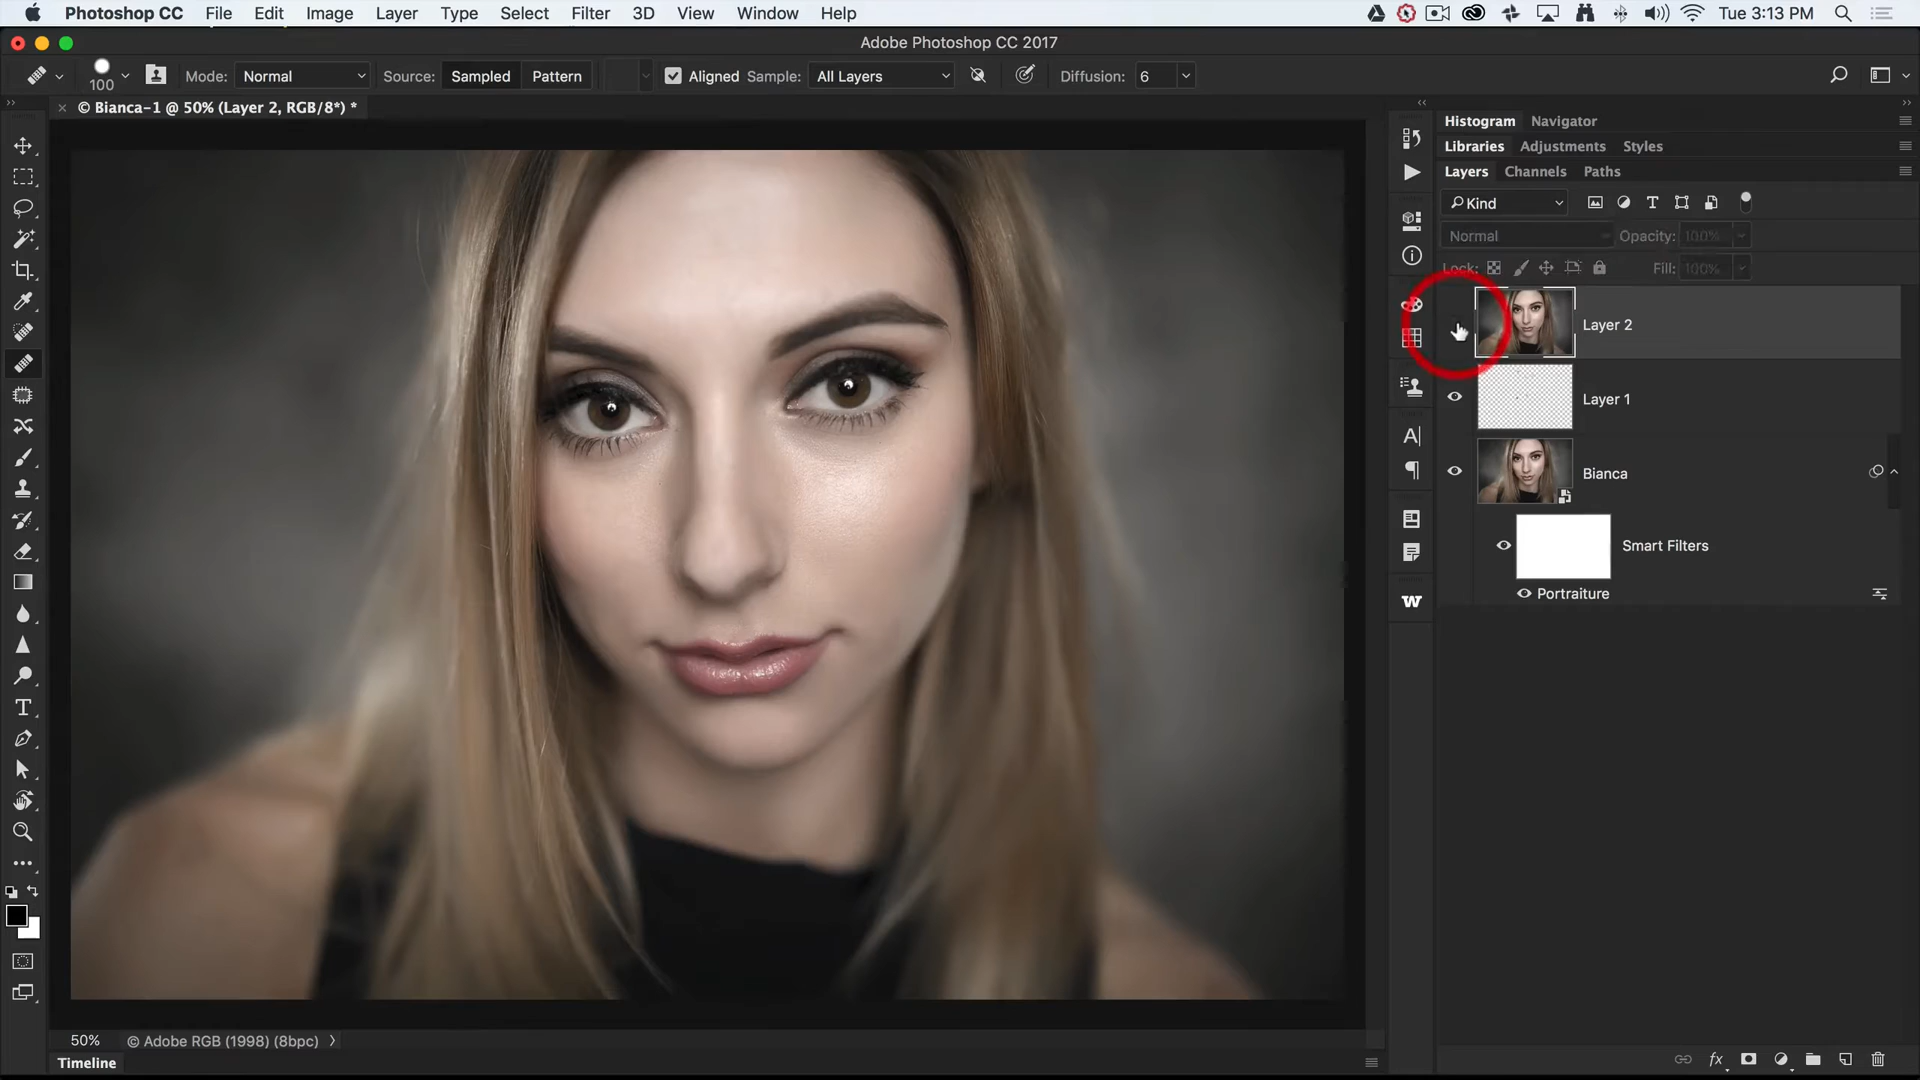 Photoshop CC File Edit Image Layer Type Select Filter 3D View Window Help Tue 3:13 PM
Adobe Photoshop CC 2017
100 Mode: Normal Source: Sampled Pattern Aligned Sample: All Layers Diffusion: 6
© Bianca-1 @ 50% (Layer 2, RGB/8*) *
Histogram Navigator
Libraries Adjustments Styles
Layers Channels Paths
Kind
Normal Opacity: 100%
Lock: Fill: 100%
Layer 2
Layer 1
Bianca
Smart Filters
Portraiture
50% © Adobe RGB (1998) (8bpc)
Timeline